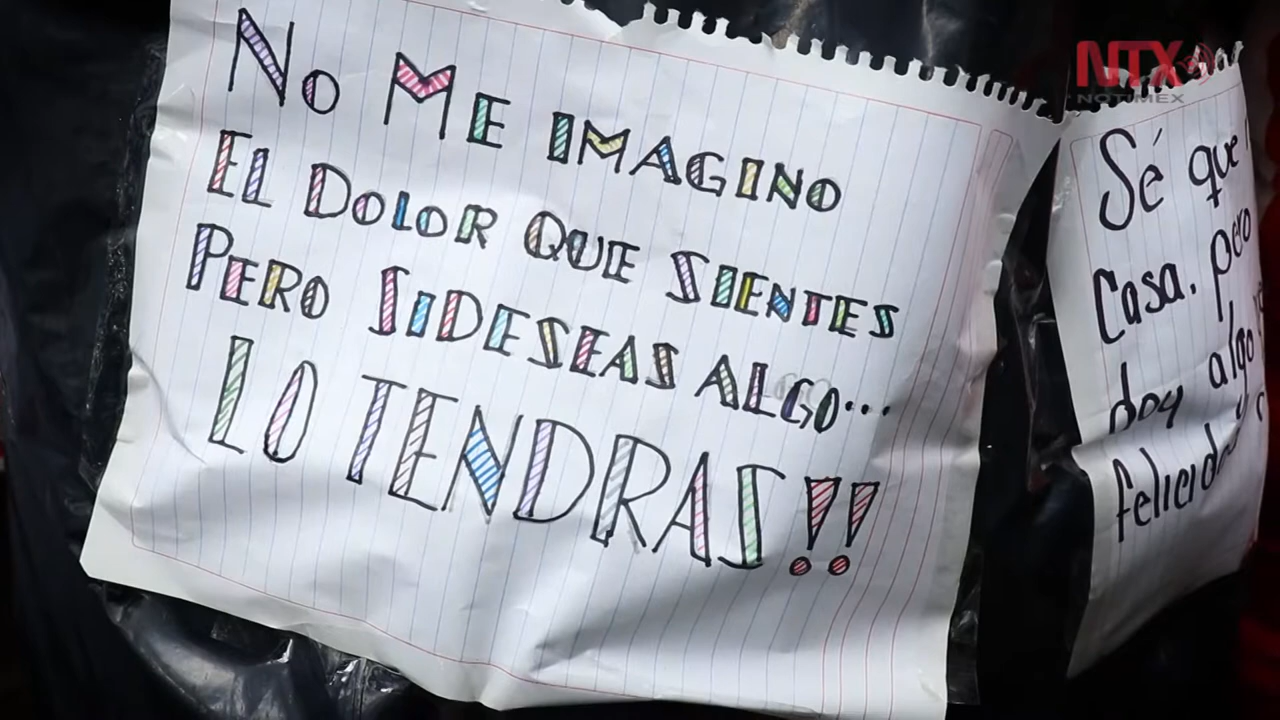 No Me imagino
El Dolor Que Sientes
Pero Sideseas Algo...
Lo Tendras!!
Sé que
Casa. pero
doy algo
NTX
NOTIMEX